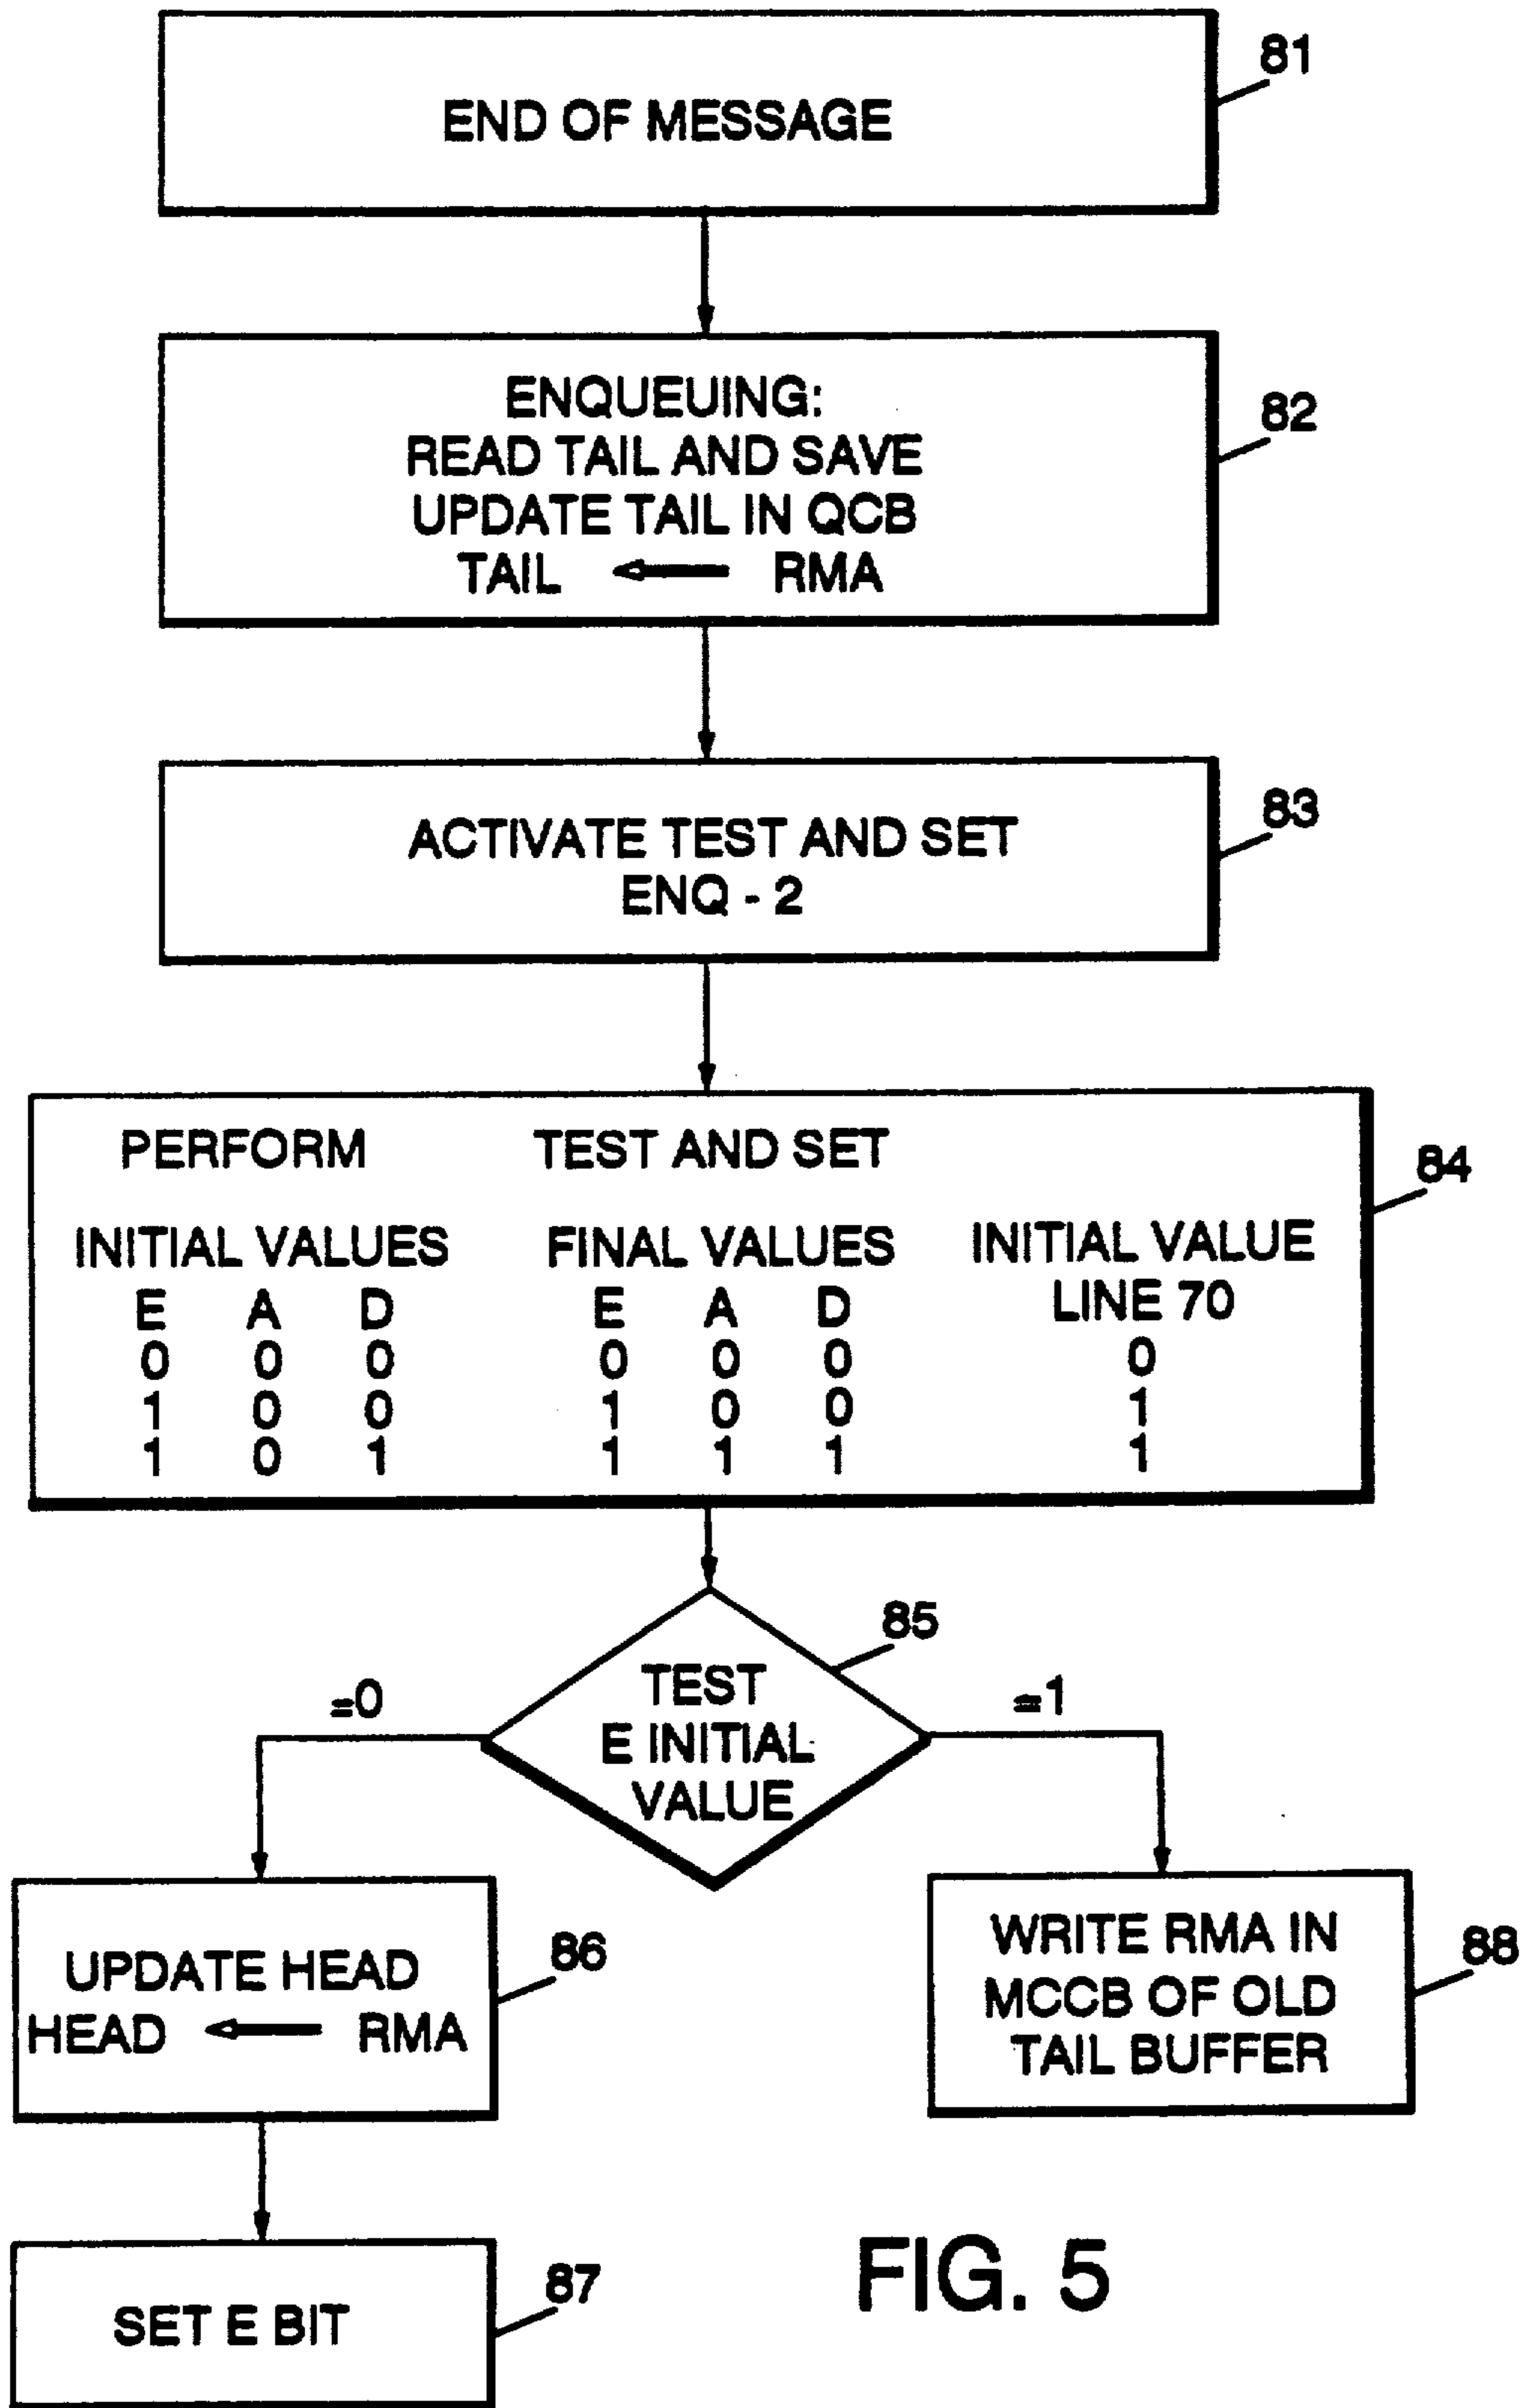 END OF MESSAGE
81
ENQUEUING:
READ TAIL AND SAVE
UPDATE TAIL IN QCB
TAIL ← RMA
82
ACTIVATE TEST AND SET
ENQ - 2
83
PERFORM TEST AND SET
84
INITIAL VALUES FINAL VALUES INITIAL VALUE
LINE 70
E A D E A D
0 0 0 0 0 0 0
1 0 0 1 0 0 1
1 0 1 1 1 1 1
85
TEST
E INITIAL
VALUE
=0
=1
UPDATE HEAD
HEAD ← RMA
86
WRITE RMA IN
MCCB OF OLD
TAIL BUFFER
88
SET E BIT
87
FIG. 5